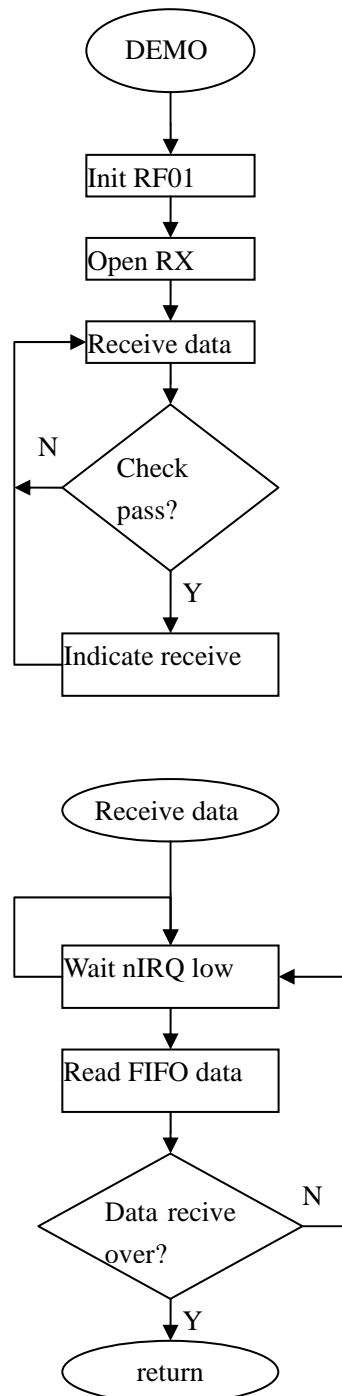 DEMO
Init RF01
Open RX
Receive data
N
Check
pass?
Y
Indicate receive
Receive data
Wait nIRQ low
Read FIFO data
Data recive
over?
N
Y
return